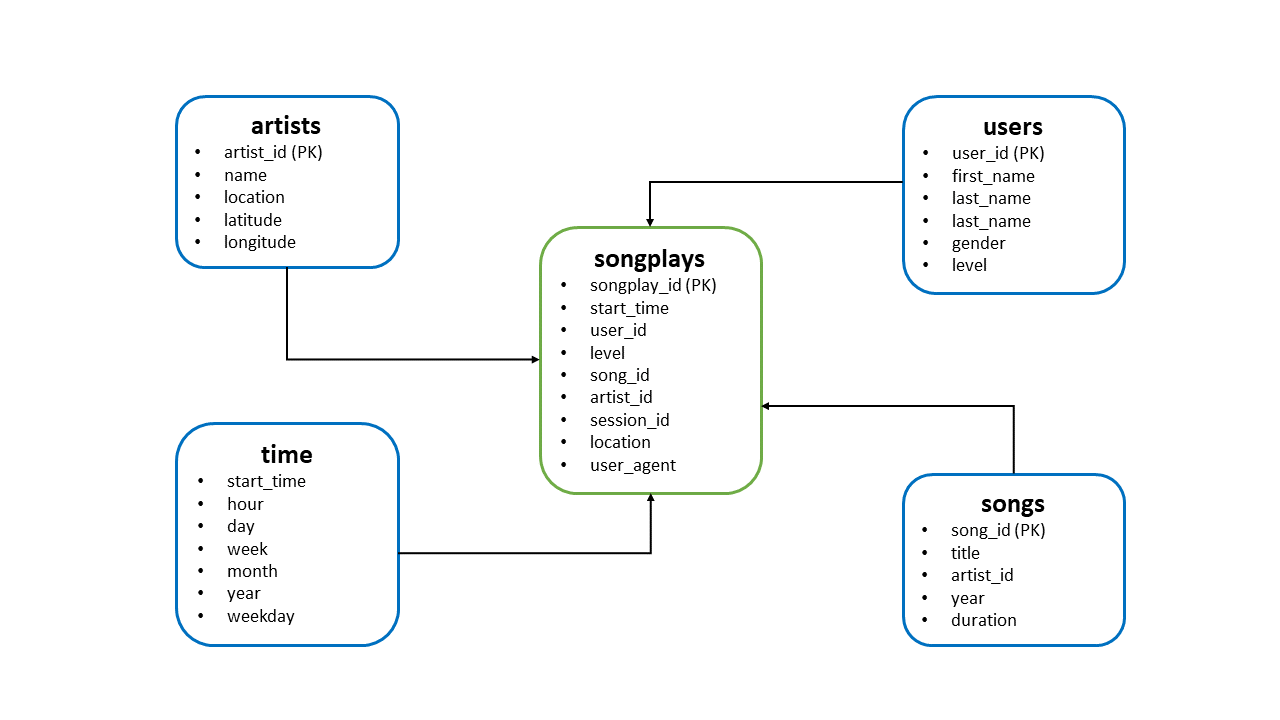 artists
• artist_id (PK)
• name
• location
• latitude
• longitude
users
• user_id (PK)
• first_name
• last_name
• last_name
• gender
• level
songplays
• songplay_id (PK)
• start_time
• user_id
• level
• song_id
• artist_id
• session_id
• location
• user_agent
time
• start_time
• hour
• day
• week
• month
• year
• weekday
songs
• song_id (PK)
• title
• artist_id
• year
• duration